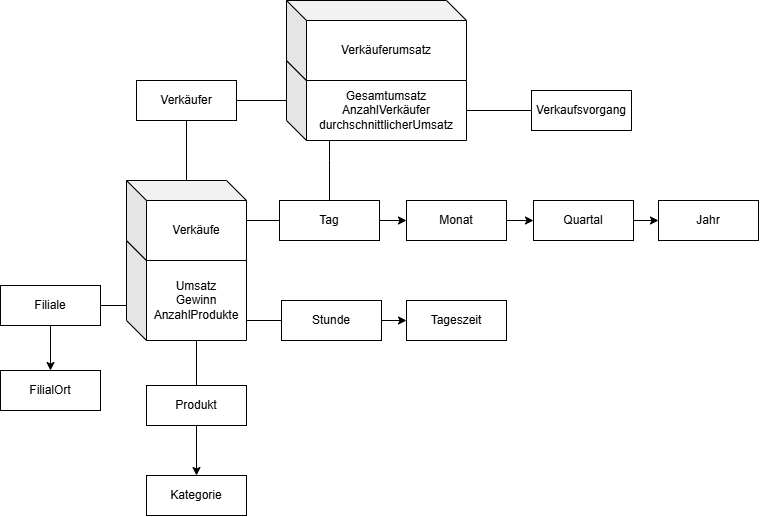 Verkäuferumsatz
Gesamtumsatz
AnzahlVerkäufer
durchschnittlicherUmsatz
Verkäufer
Verkaufsvorgang
Verkäufe
Tag
Monat
Quartal
Jahr
Umsatz
Gewinn
AnzahlProdukte
Filiale
Stunde
Tageszeit
FilialOrt
Produkt
Kategorie